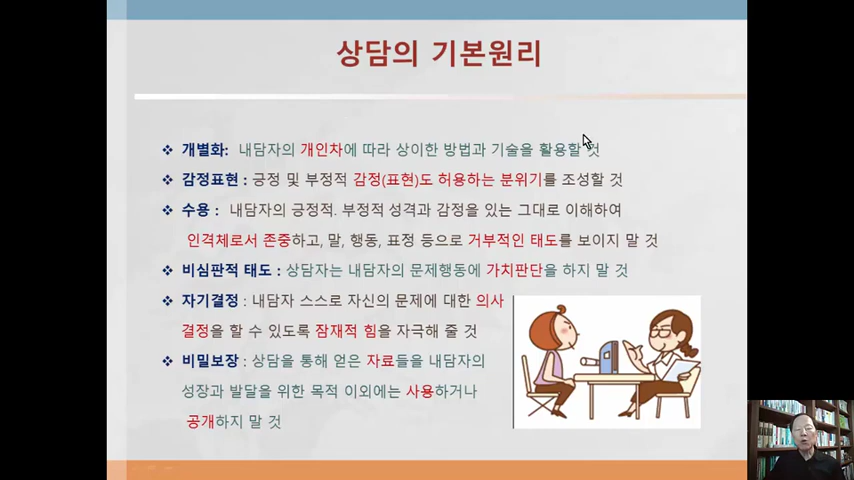 상담의 기본원리
❖ 개별화: 내담자의 개인차에 따라 상이한 방법과 기술을 활용할 것
❖ 감정표현 : 긍정 및 부정적 감정(표현)도 허용하는 분위기를 조성할 것
❖ 수용 : 내담자의 긍정적. 부정적 성격과 감정을 있는 그대로 이해하여
인격체로서 존중하고, 말, 행동, 표정 등으로 거부적인 태도를 보이지 말 것
❖ 비심판적 태도 : 상담자는 내담자의 문제행동에 가치판단을 하지 말 것
❖ 자기결정 : 내담자 스스로 자신의 문제에 대한 의사
결정을 할 수 있도록 잠재적 힘을 자극해 줄 것
❖ 비밀보장 : 상담을 통해 얻은 자료들을 내담자의
성장과 발달을 위한 목적 이외에는 사용하거나
공개하지 말 것